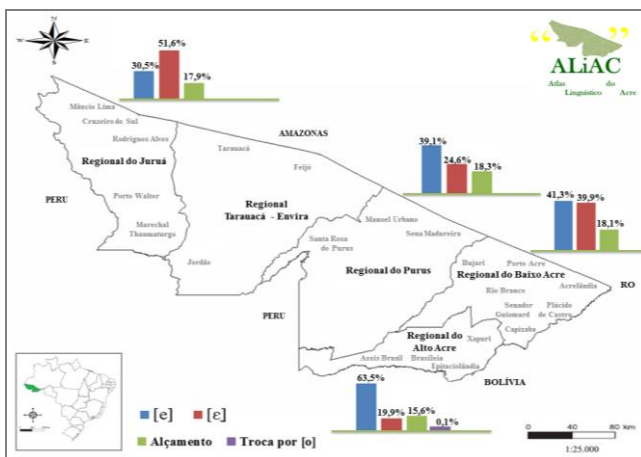 N
W
E
S
30,5%
51,6%
17,9%
“ ”
ALiAC
Atlas do
Linguístico Acre
Mâncio Lima
Cruzeiro do Sul
Rodrigues Alves
Regional do Juruá
AMAZONAS
Tarauacá
Feijó
39,1%
24,6%
18,3%
41,3%
39,9%
18,1%
PERU
Porto Walter
Marechal
Thaumaturgo
Regional
Tarauacá - Envira
Jordão
Manoel Urbano
Santa Rosa
do Purus
Sena Madureira
Regional do Purus
Bujari
Porto Acre
Regional do Baixo Acre
Acrelândia
RO
Rio Branco
Senador
Guiomard
Plácido
de Castro
Capixaba
PERU
Regional do
Alto Acre
Xapuri
Assis Brasil
Brasileia
Epitaciolândia
BOLÍVIA
63,5%
19,9%
15,6%
0,1%
[e]
[ɛ]
Alçamento
Troca por [o]
0
40
80 km
1:25.000